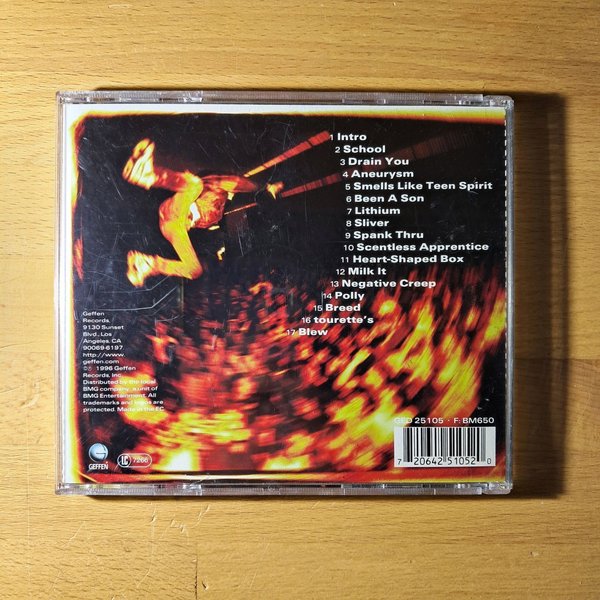 1 Intro
2 School
3 Drain You
4 Aneurysm
5 Smells Like Teen Spirit
6 Been A Son
7 Lithium
8 Sliver
9 Spank Thru
10 Scentless Apprentice
11 Heart-Shaped Box
12 Milk It
13 Negative Creep
14 Polly
15 Breed
16 tourette's
17 Blew
Geffen
Records,
9130 Sunset
Blvd., Los
Angeles, CA
90069-6197.
http://www.
geffen.com
1996 Geffen
Records, Inc.
Distributed by the local
BMG company, a unit of
BMG Entertainment. All
trademarks and logos are
protected. Made in the EC
GEFFEN
LC 7266
GED 25105 · F: BM650
7 20642 51052 0